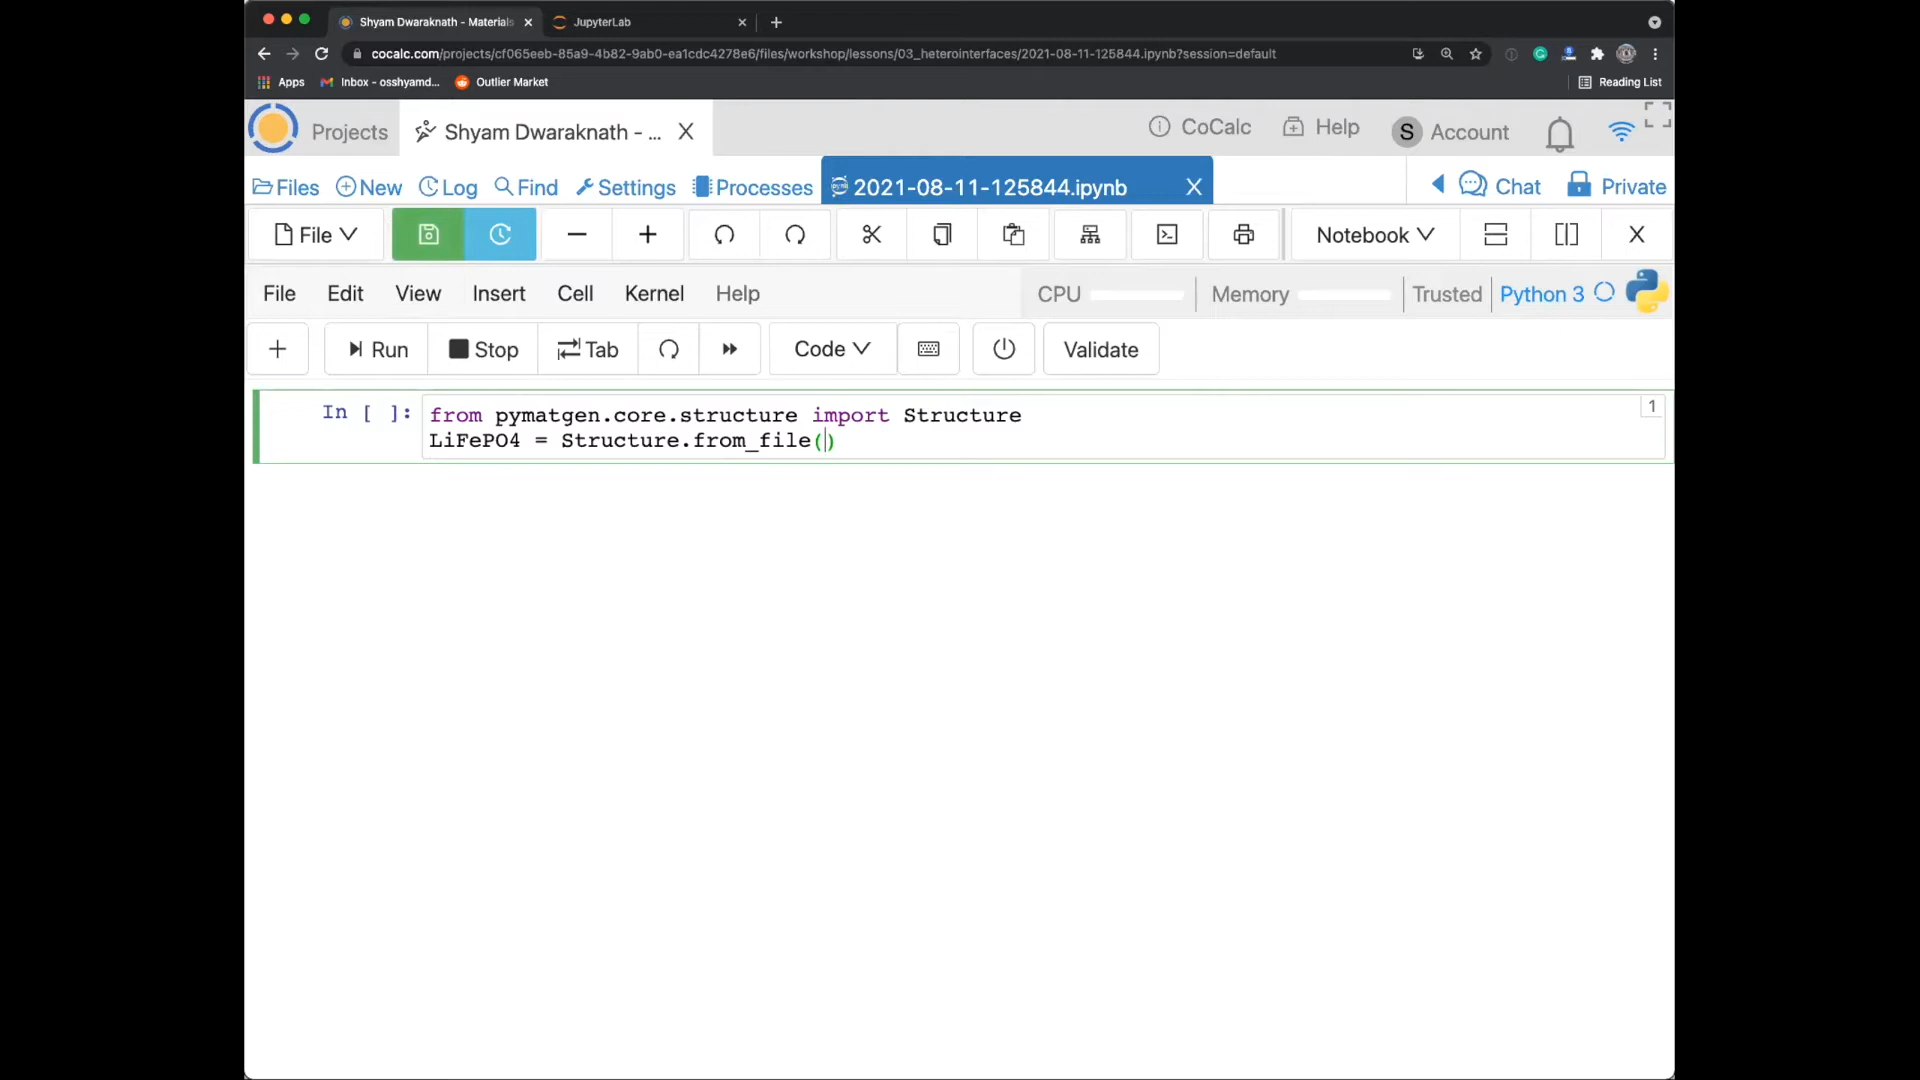 Shyam Dwaraknath - Materials
JupyterLab
cocalc.com/projects/cf065eeb-85a9-4b82-9ab0-ea1cdc4278e6/files/workshop/lessons/03_heterointerfaces/2021-08-11-125844.ipynb?session=default
Apps Inbox - osshyamd... Outlier Market Reading List
Projects Shyam Dwaraknath - ... CoCalc Help S Account
Files New Log Find Settings Processes 2021-08-11-125844.ipynb Chat Private
File Notebook
File Edit View Insert Cell Kernel Help CPU Memory Trusted Python 3
Run Stop Tab Code Validate
In [ ]: from pymatgen.core.structure import Structure 1
LiFePO4 = Structure.from_file()